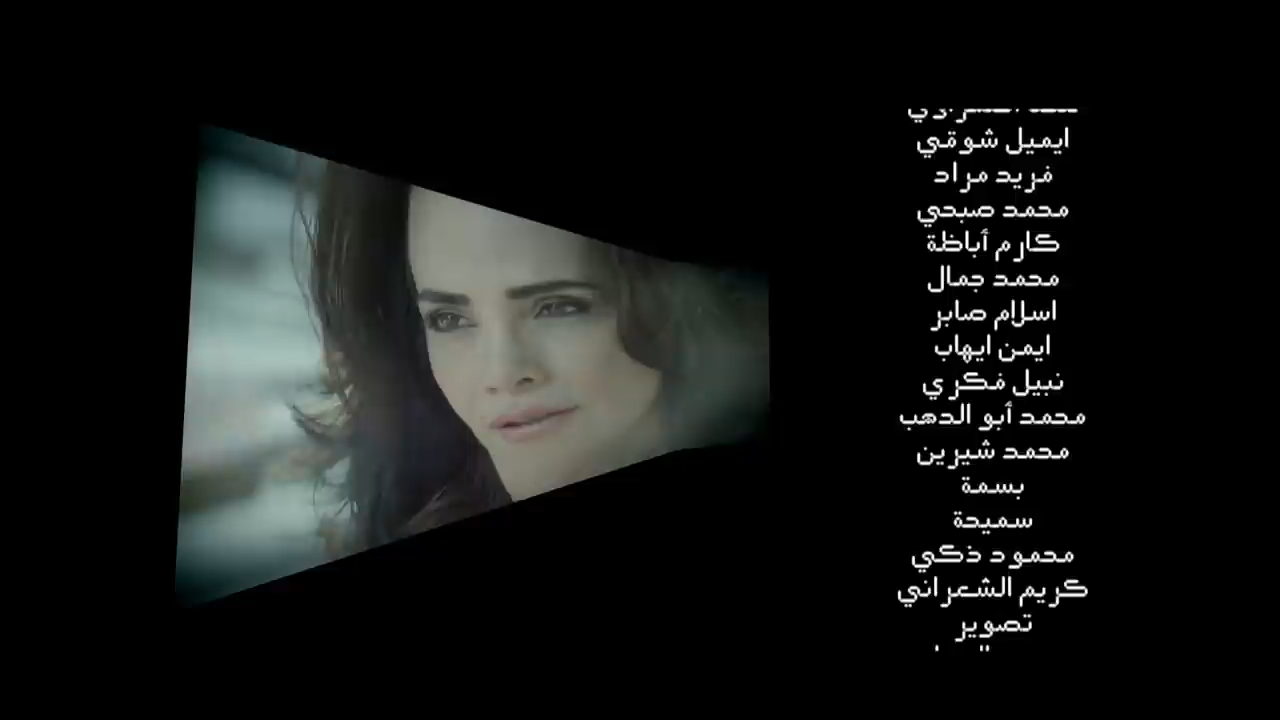 ايميل شوقي
فريد مراد
محمد صبحي
كارم أباظة
محمد جمال
اسلام صابر
ايمن ايهاب
نبيل فكري
محمد أبو الدهب
محمد شيرين
بسمة
سميحة
محمود ذكي
كريم الشعراني
تصوير